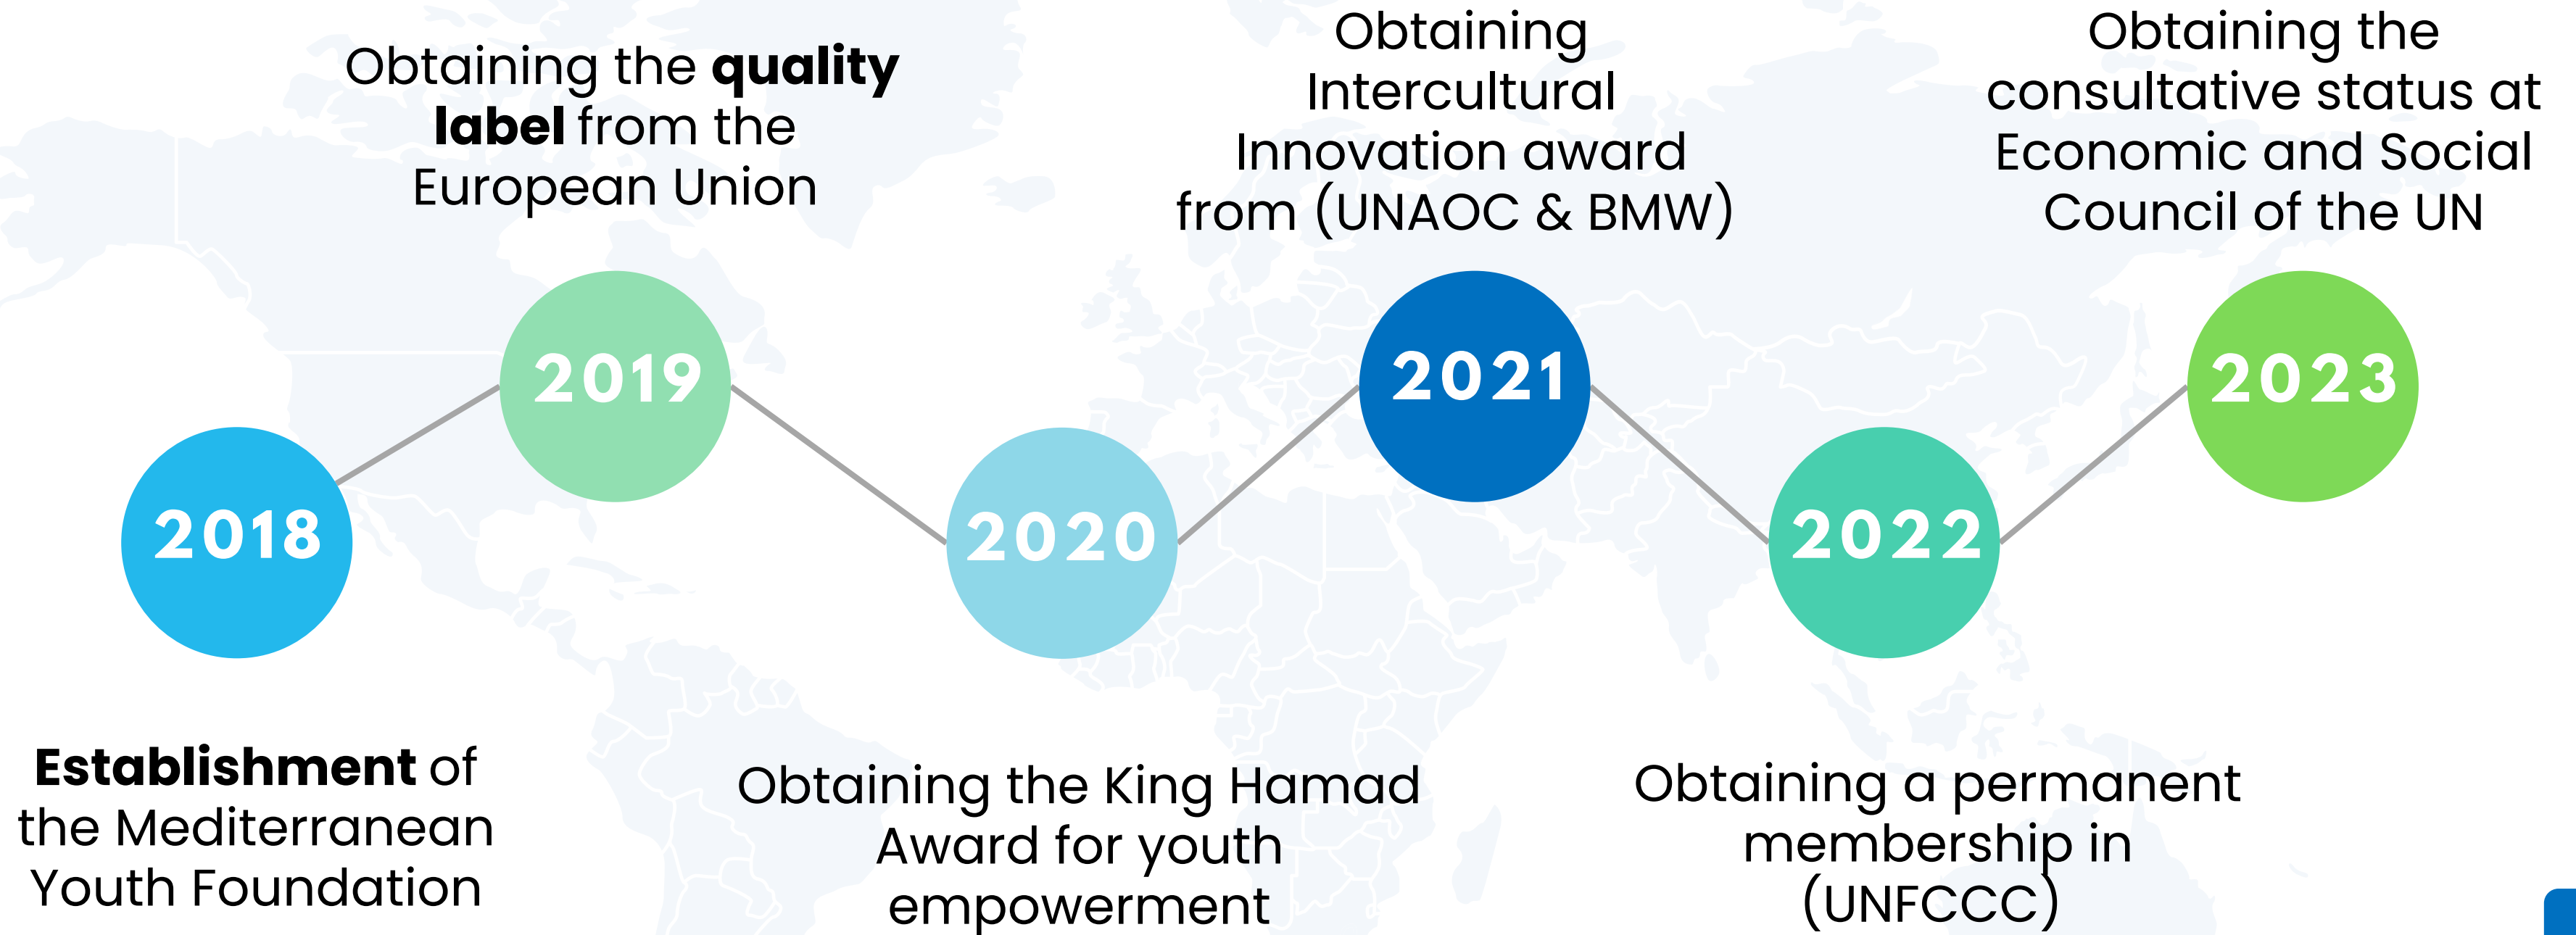 2018
Establishment of
the Mediterranean
Youth Foundation
2019
Obtaining the quality
label from the
European Union
2020
Obtaining the King Hamad
Award for youth
empowerment
2021
Obtaining
Intercultural
Innovation award
from (UNAOC & BMW)
2022
Obtaining a permanent
membership in
(UNFCCC)
2023
Obtaining the
consultative status at
Economic and Social
Council of the UN